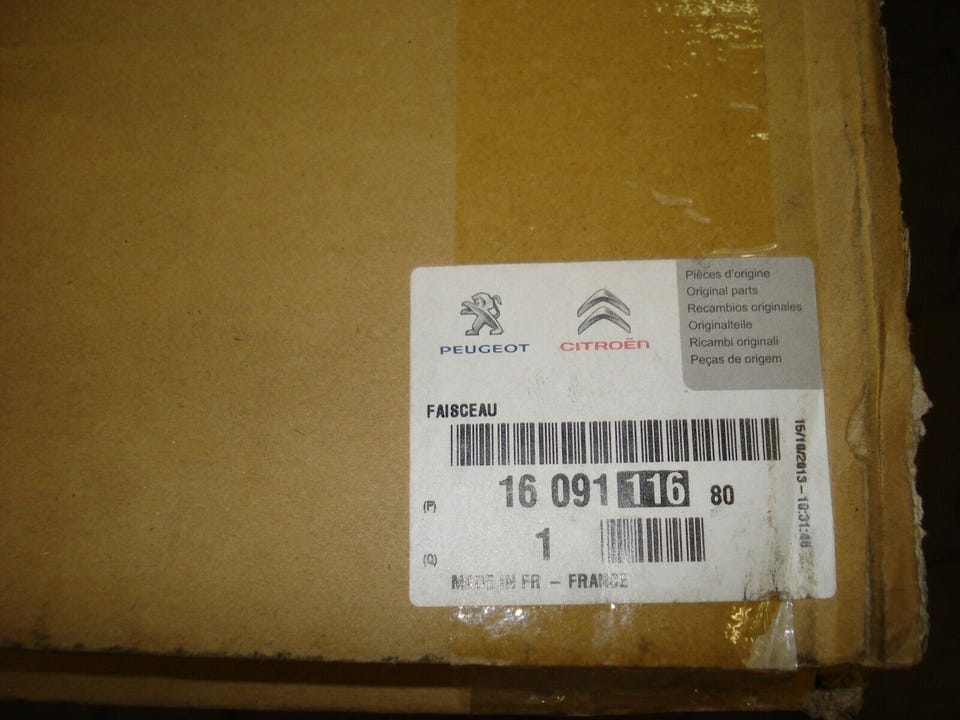 PEUGEOT
CITROËN
Pièces d'origine
Original parts
Recambios originales
Originalteile
Ricambi originali
Peças de origem
FAISCEAU
(P) 16 091 116 80
(Q) 1
MADE IN FR - FRANCE
15/10/2013-10:31:48